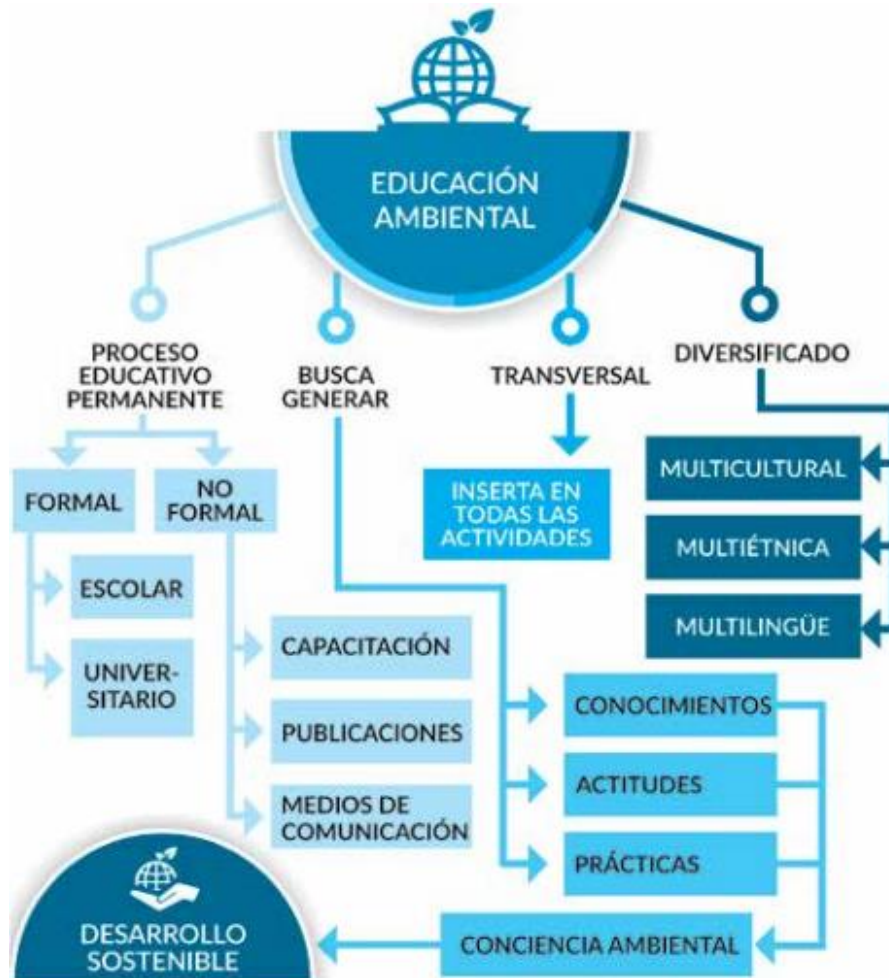 EDUCACIÓN
AMBIENTAL
PROCESO
EDUCATIVO
PERMANENTE
FORMAL
NO
FORMAL
ESCOLAR
UNIVER-
SITARIO
CAPACITACIÓN
PUBLICACIONES
MEDIOS DE
COMUNICACIÓN
BUSCA
GENERAR
CONOCIMIENTOS
ACTITUDES
PRÁCTICAS
CONCIENCIA AMBIENTAL
DESARROLLO
SOSTENIBLE
TRANSVERSAL
INSERTA EN
TODAS LAS
ACTIVIDADES
DIVERSIFICADO
MULTICULTURAL
MULTIÉTNICA
MULTILINGÜE